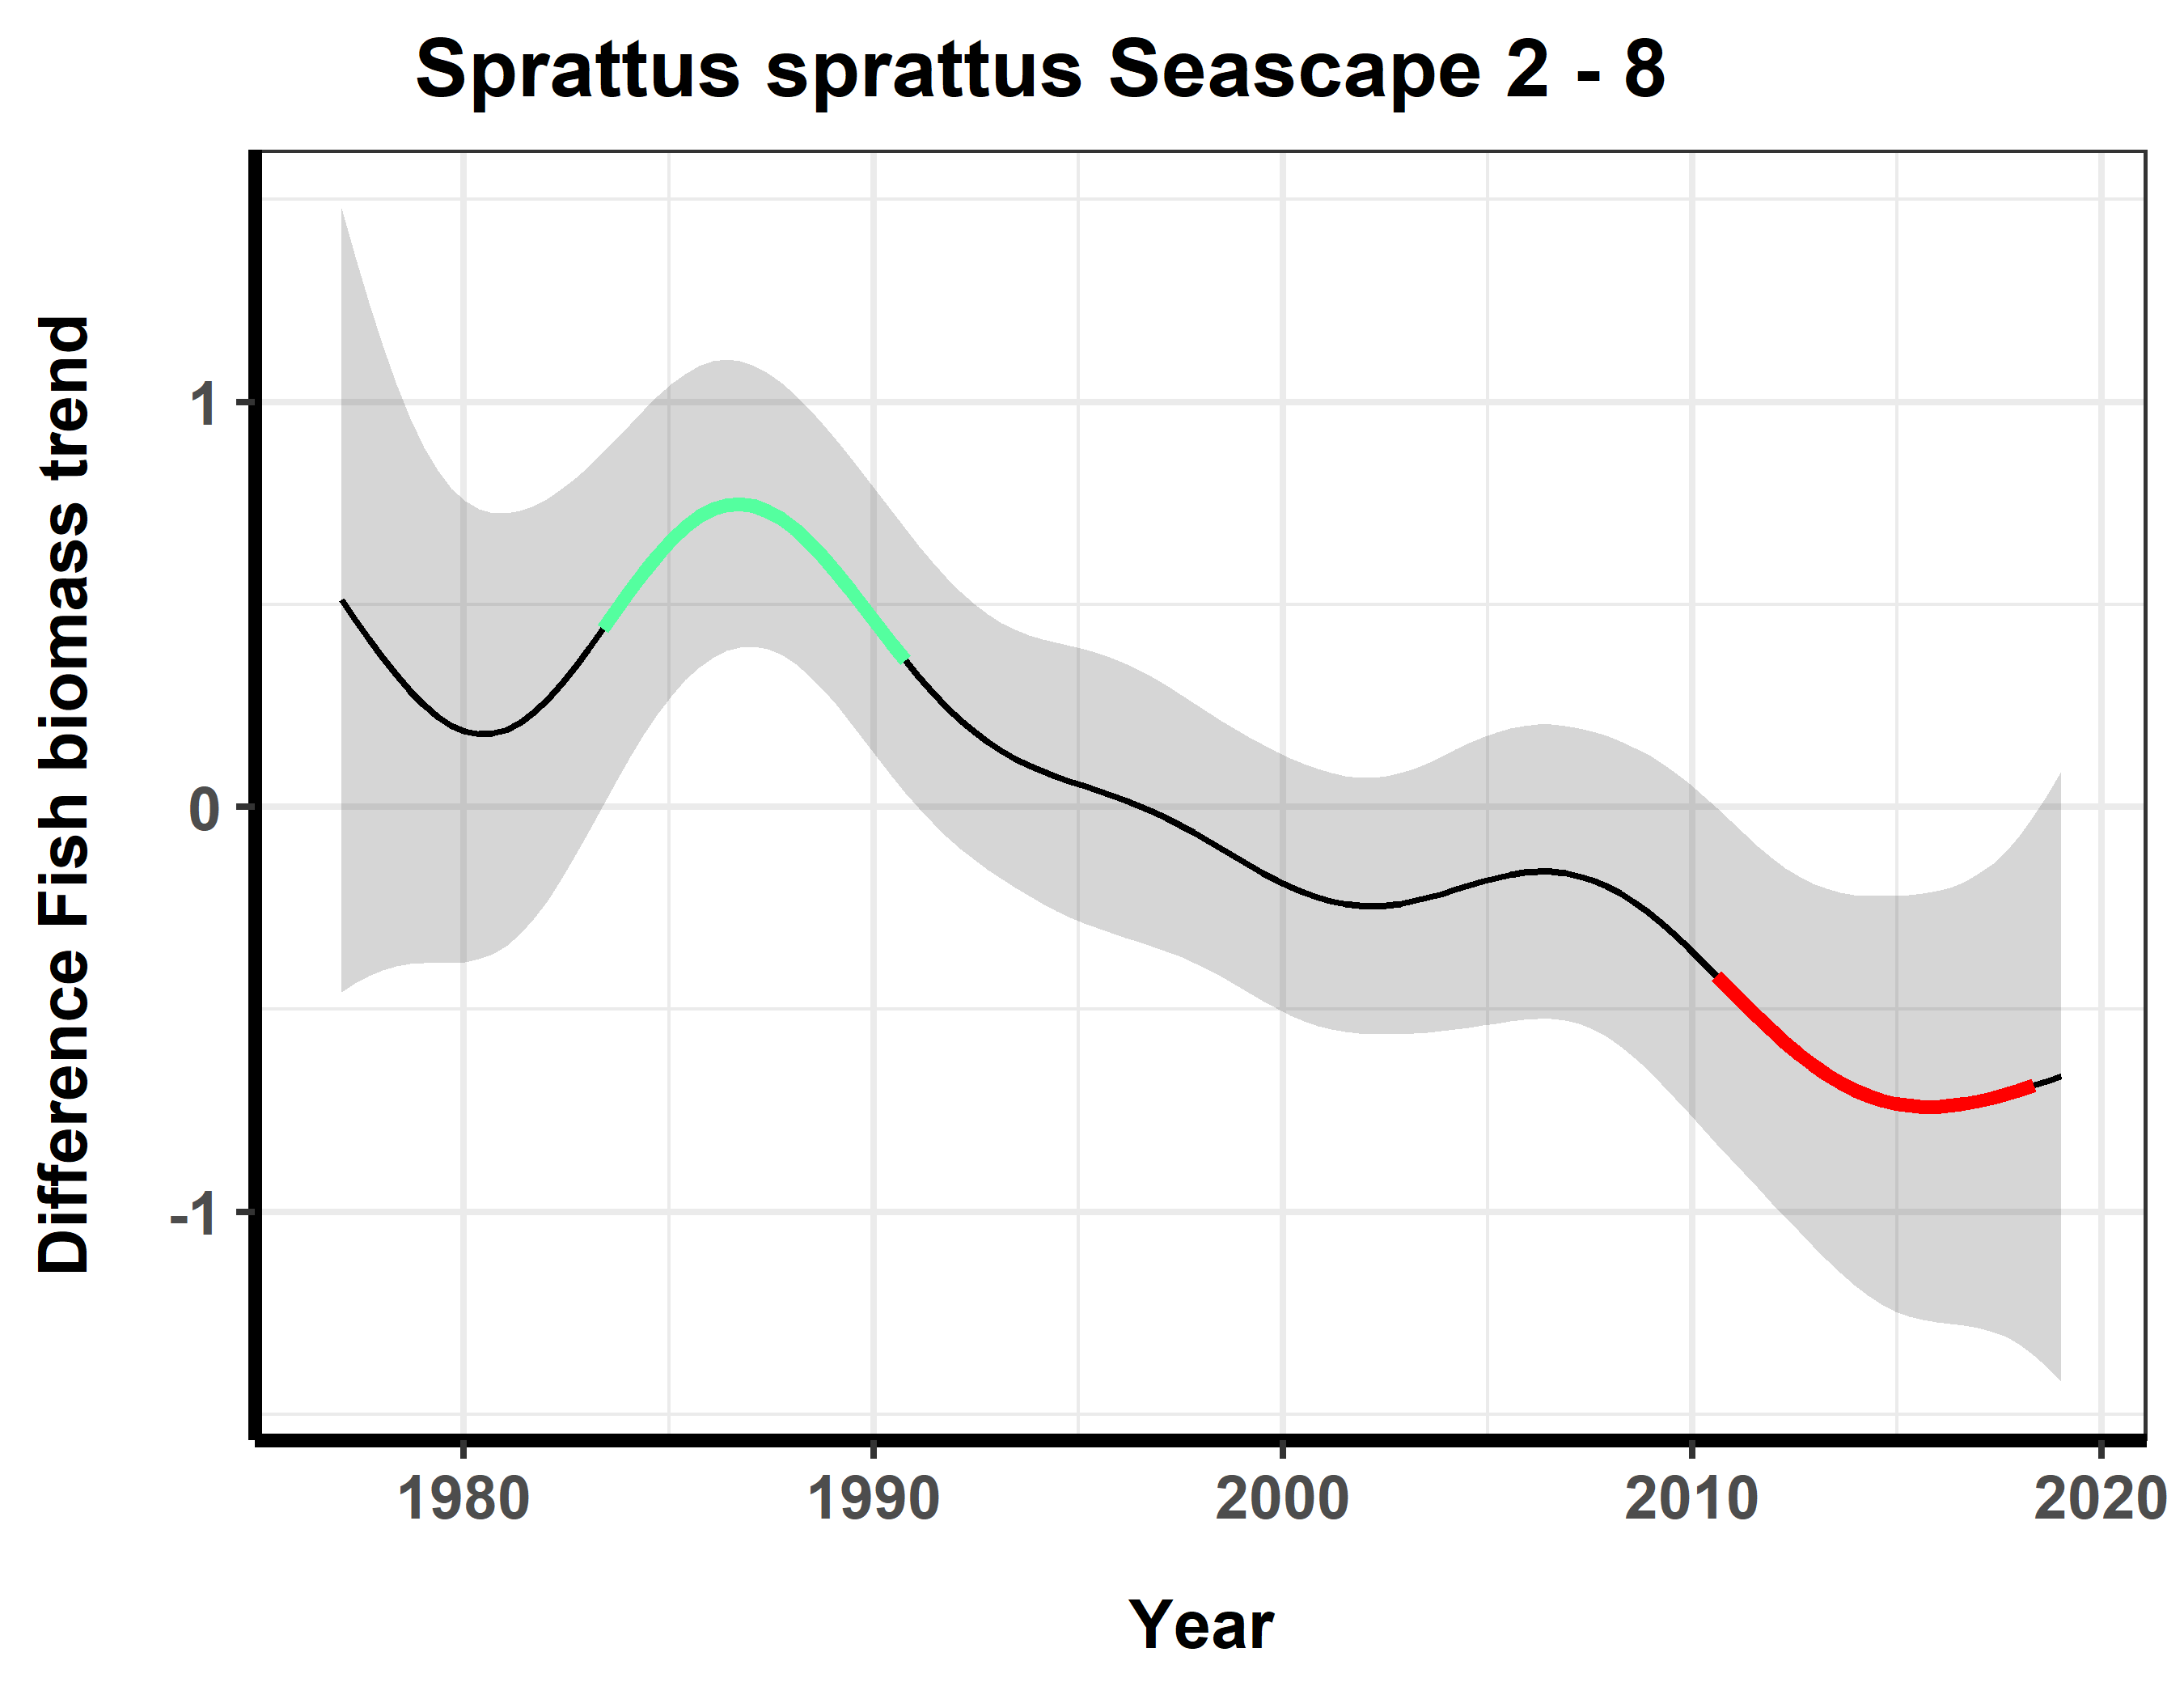 Sprattus sprattus Seascape 2 - 8
Difference Fish biomass trend
1
0
-1
1980
1990
2000
2010
2020
Year